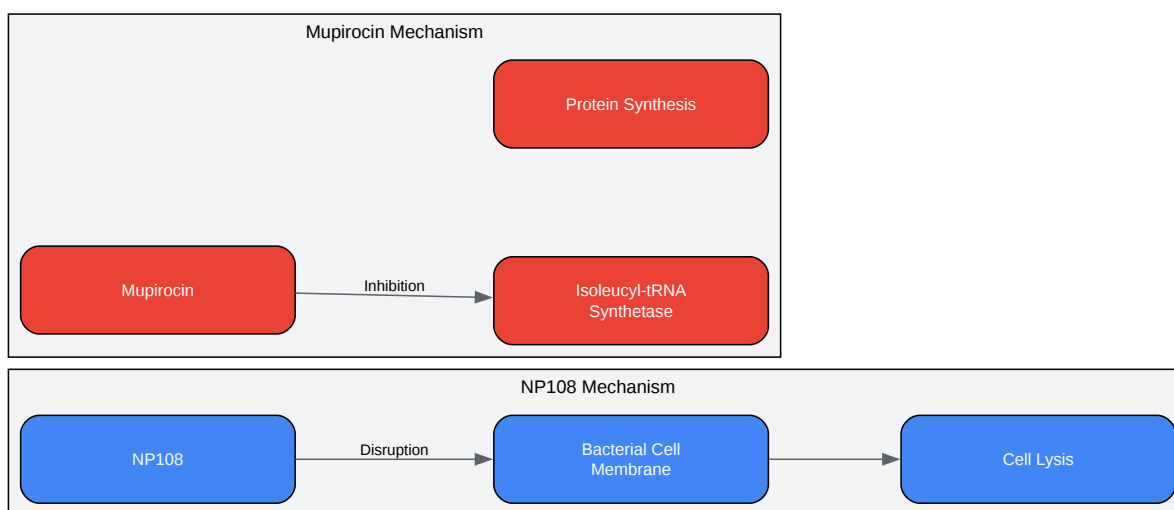 Mupirocin Mechanism
Protein Synthesis
Mupirocin
Inhibition
Isoleucyl-tRNA
Synthetase
NP108 Mechanism
NP108
Disruption
Bacterial Cell
Membrane
Cell Lysis